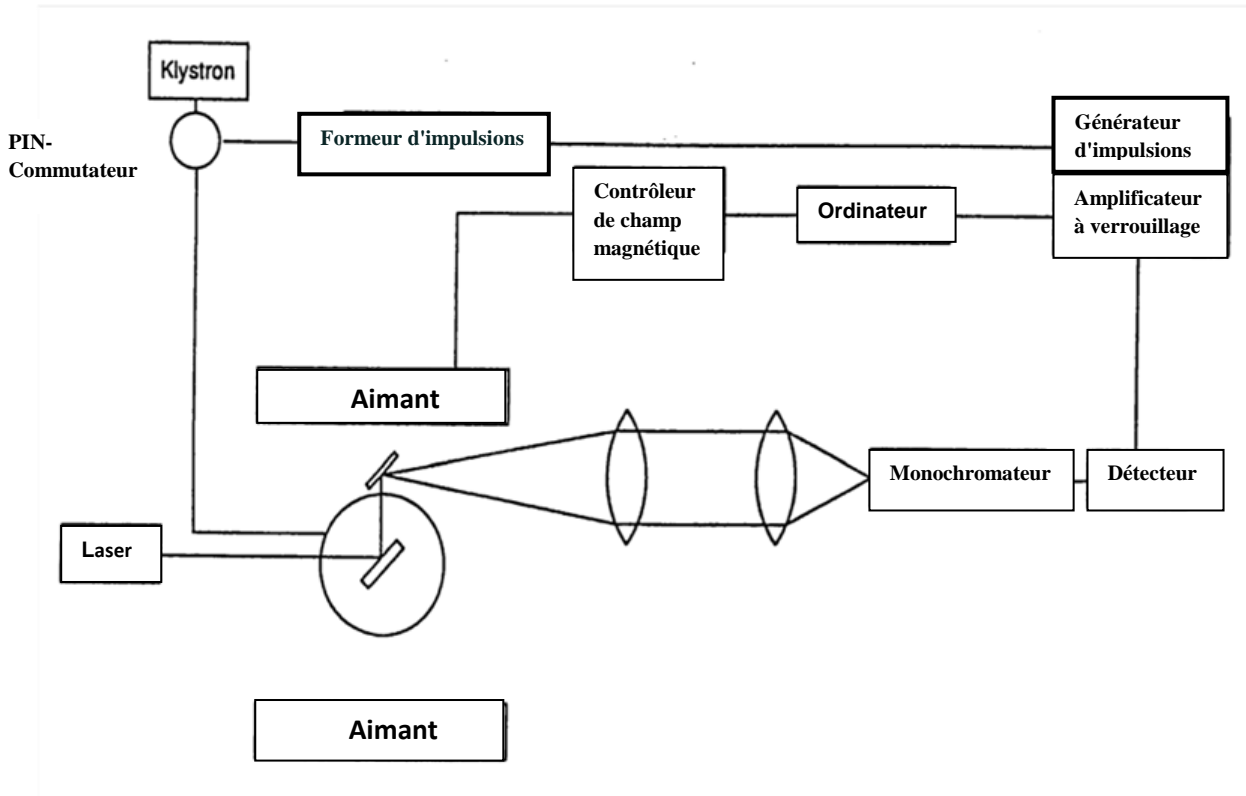 Klystron
PIN-
Commutateur
Formeur d'impulsions
Générateur
d'impulsions
Contrôleur
de champ
magnétique
Ordinateur
Amplificateur
à verrouillage
Aimant
Monochromateur
Détecteur
Laser
Aimant